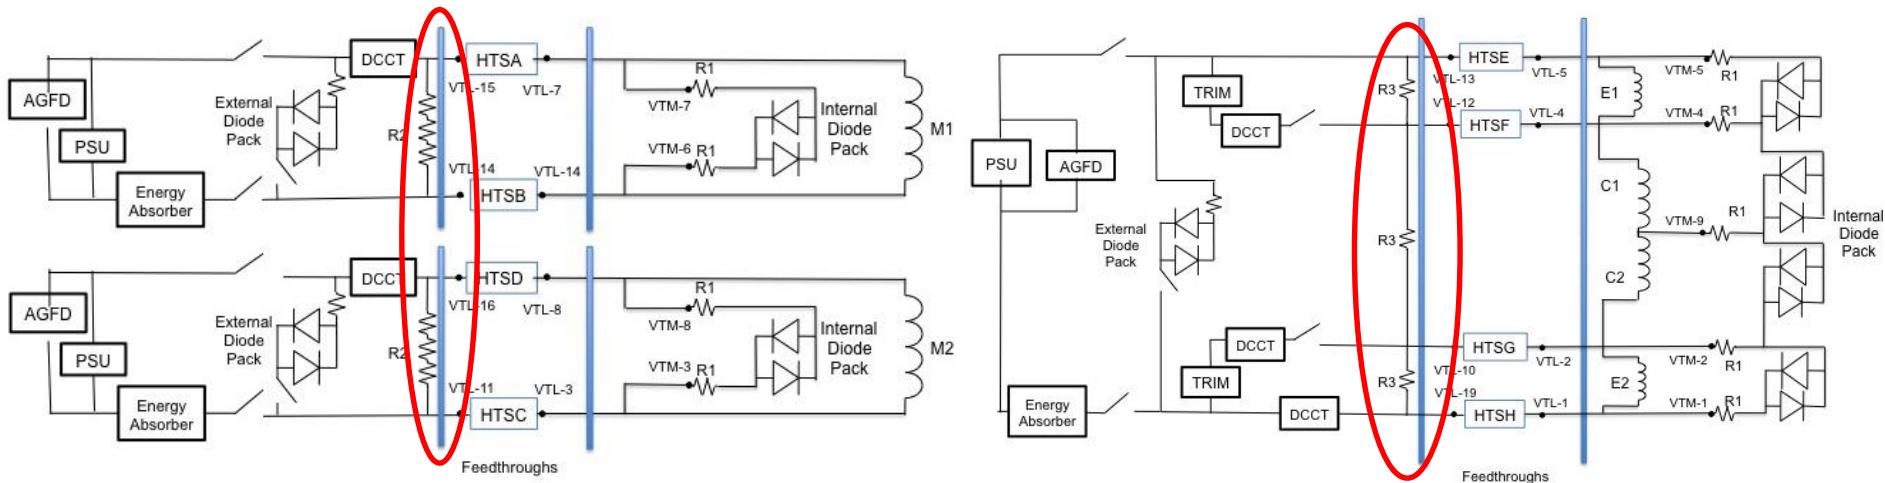 DCCT
HTSA
R1
VTL-15
VTL-7
AGFD
External
Diode
Pack
VTM-7
Internal
Diode
Pack
M1
PSU
R2
VTM-6
R1
VTL-14
VTL-14
Energy
Absorber
HTSB
DCCT
HTSD
R1
VTL-16
VTL-8
AGFD
External
Diode
Pack
VTM-8
Internal
Diode
Pack
M2
PSU
R2
VTM-3
R1
VTL-11
VTL-3
Energy
Absorber
HTSC
Feedthroughs
HTSE
VTL-13
VTL-5
VTM-5
R1
TRIM
R3
E1
VTL-12
VTL-4
VTM-4
R1
DCCT
HTSF
PSU
AGFD
C1
External
Diode
Pack
R3
VTM-9
R1
Internal
Diode
Pack
C2
DCCT
HTSG
VTL-10
VTL-2
VTM-2
R1
TRIM
R3
E2
VTL-19
VTL-1
VTM-1
R1
Energy
Absorber
DCCT
HTSH
Feedthroughs